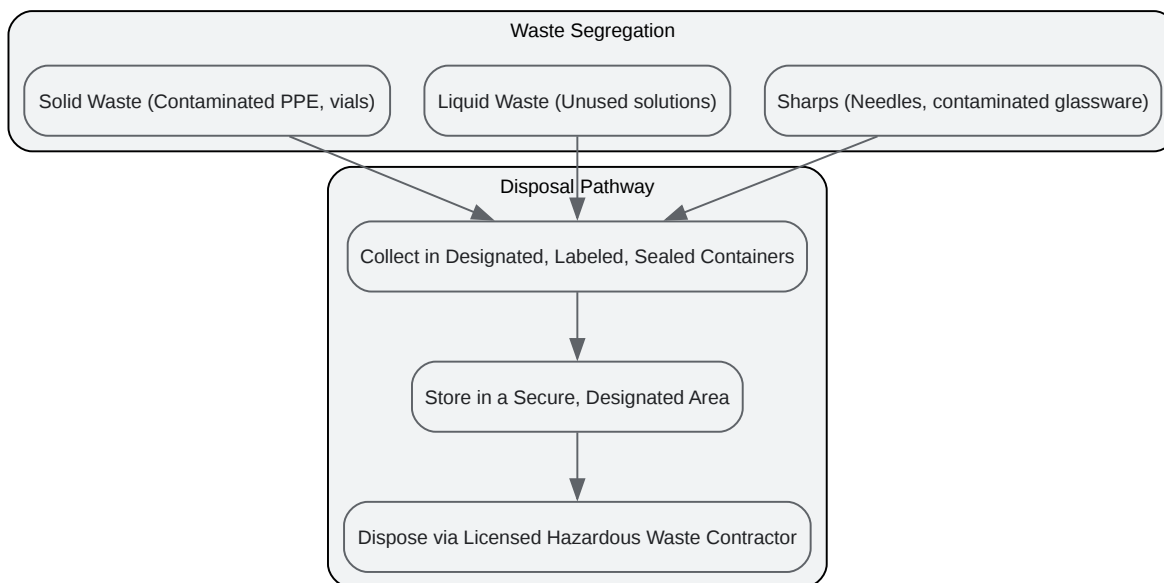 Waste Segregation
Solid Waste (Contaminated PPE, vials)
Liquid Waste (Unused solutions)
Sharps (Needles, contaminated glassware)
Disposal Pathway
Collect in Designated, Labeled, Sealed Containers
Store in a Secure, Designated Area
Dispose via Licensed Hazardous Waste Contractor